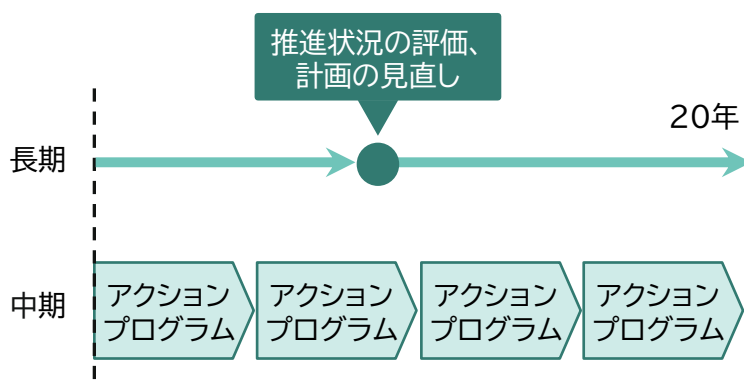 推進状況の評価、
計画の見直し
20年
長期
中期
アクション
プログラム
アクション
プログラム
アクション
プログラム
アクション
プログラム